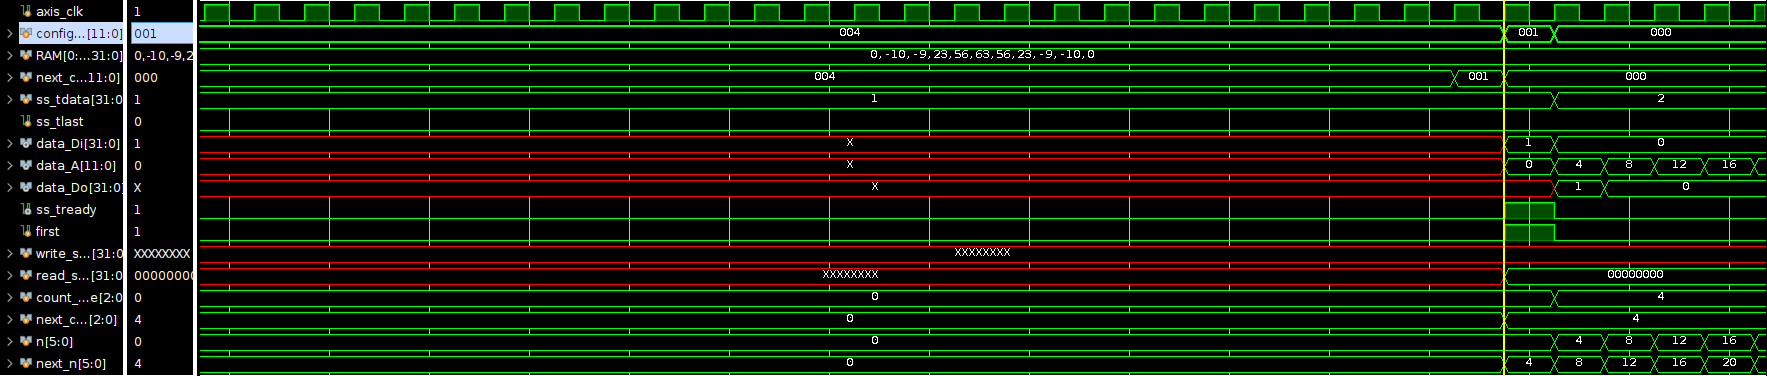 axis_clk 1
config...[11:0] 001 004 001 000
RAM[0:...31:0] 0,-10,-9,2 0,-10,-9,23,56,63,56,23,-9,-10,0
next_c...11:0] 000 004 001 000
ss_tdata[31:0 1 1 2
ss_tlast 0
data_Di[31:0] 1 X 1 0
data_A[11:0] 0 X 0 4 8 12 16
data_Do[31:0] X X 1 0
ss_tready 1
first 1
write_s...[31:0 XXXXXXXX XXXXXXXX
read_s...[31:0] 00000000 XXXXXXXX 00000000
count_...e[2:0 0 0 4
next_c...[2:0] 4 0 4
n[5:0] 0 0 4 8 12 16
next_n[5:0] 4 0 4 8 12 16 20